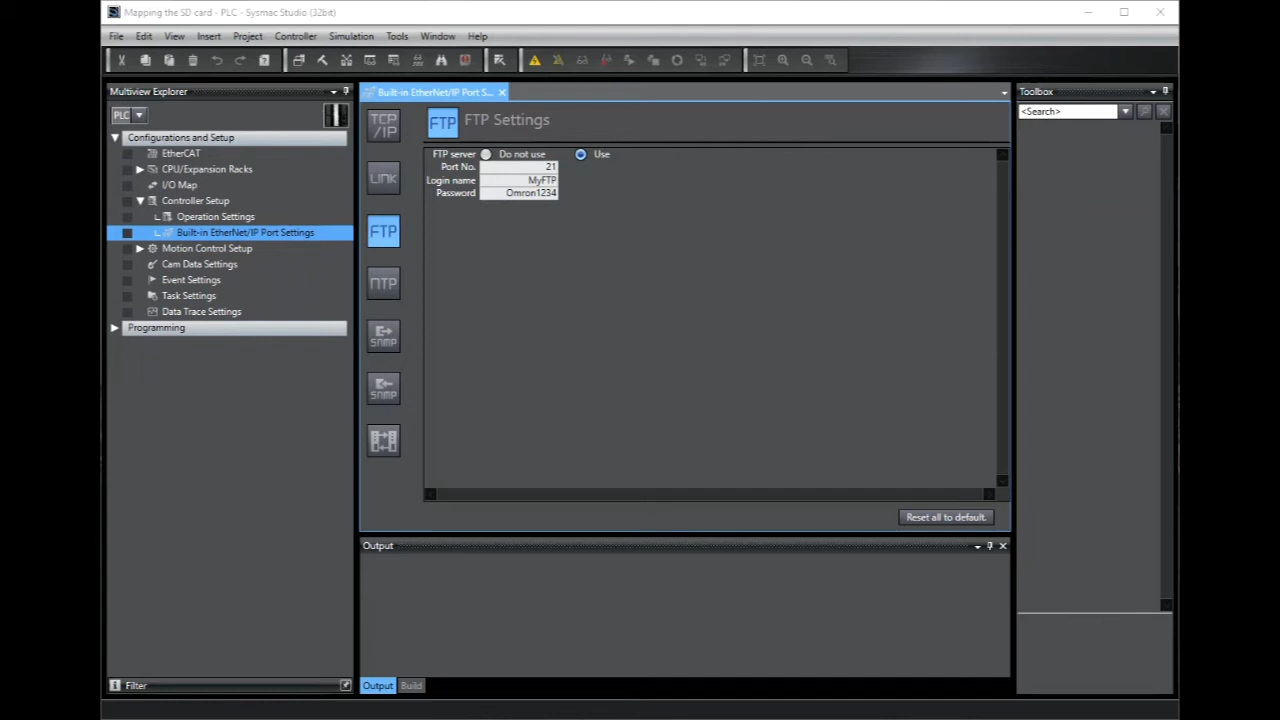 Mapping the SD card - PLC - Sysmac Studio (32bit)
File Edit View Insert Project Controller Simulation Tools Window Help
Multiview Explorer
PLC
Configurations and Setup
EtherCAT
CPU/Expansion Racks
I/O Map
Controller Setup
Operation Settings
Built-in EtherNet/IP Port Settings
Motion Control Setup
Cam Data Settings
Event Settings
Task Settings
Data Trace Settings
Programming
Filter
Built-in EtherNet/IP Port S...
TCP
/IP
LINK
FTP
NTP
SNMP
SNMP
FTP FTP Settings
FTP server Do not use Use
Port No. 21
Login name MyFTP
Password Omron1234
Reset all to default.
Output
Output Build
Toolbox
<Search>